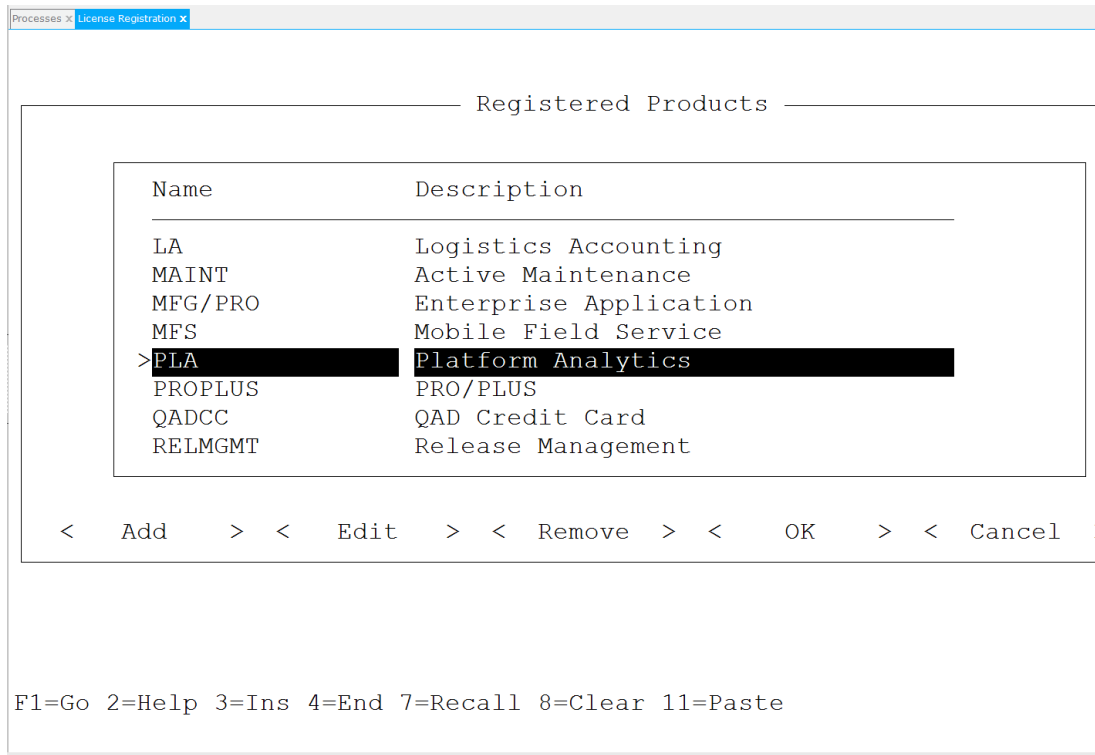 Processes x License Registration x
Registered Products
Name Description
LA Logistics Accounting
MAINT Active Maintenance
MFG/PRO Enterprise Application
MFS Mobile Field Service
>PLA Platform Analytics
PROPLUS PRO/PLUS
QADCC QAD Credit Card
RELMGMT Release Management
< Add > < Edit > < Remove > < OK > < Cancel
F1=Go 2=Help 3=Ins 4=End 7=Recall 8=Clear 11=Paste